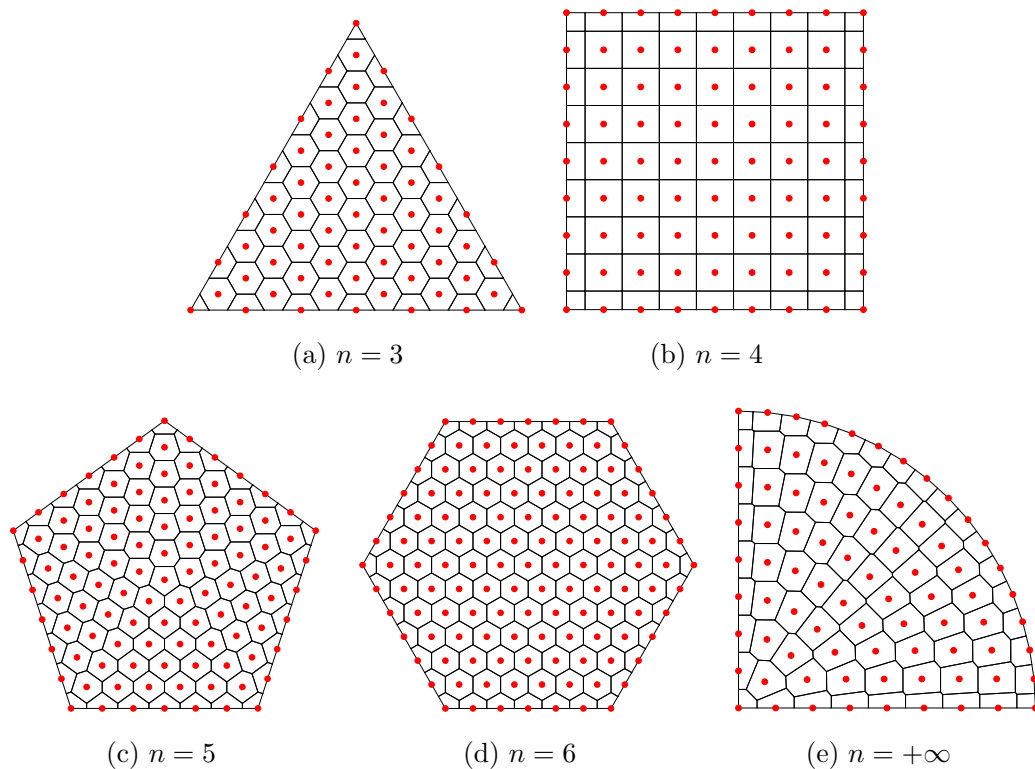 (a) n = 3
(b) n = 4
(c) n = 5
(d) n = 6
(e) n = +∞